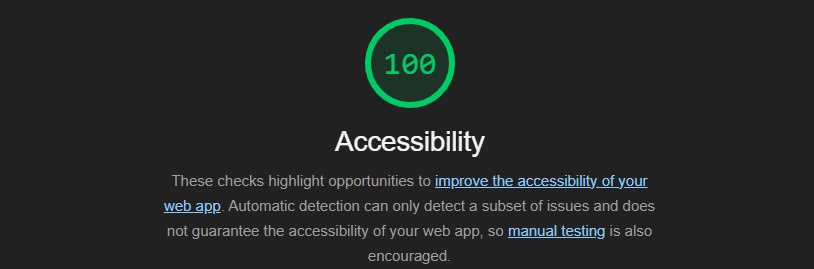 100
Accessibility
These checks highlight opportunities to improve the accessibility of your
web app. Automatic detection can only detect a subset of issues and does
not guarantee the accessibility of your web app, so manual testing is also
encouraged.